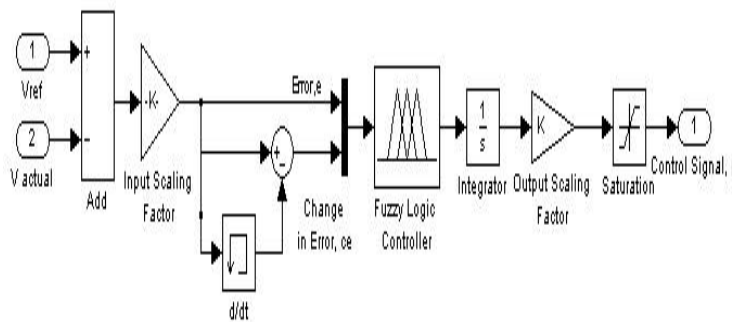 1
Vref
2
V actual
+
−
Add
-K-
Input Scaling
Factor
Error,e
+
−
d/dt
Change
in Error, ce
Fuzzy Logic
Controller
1
s
Integrator
K
Output Scaling
Factor
Saturation
1
Control Signal,